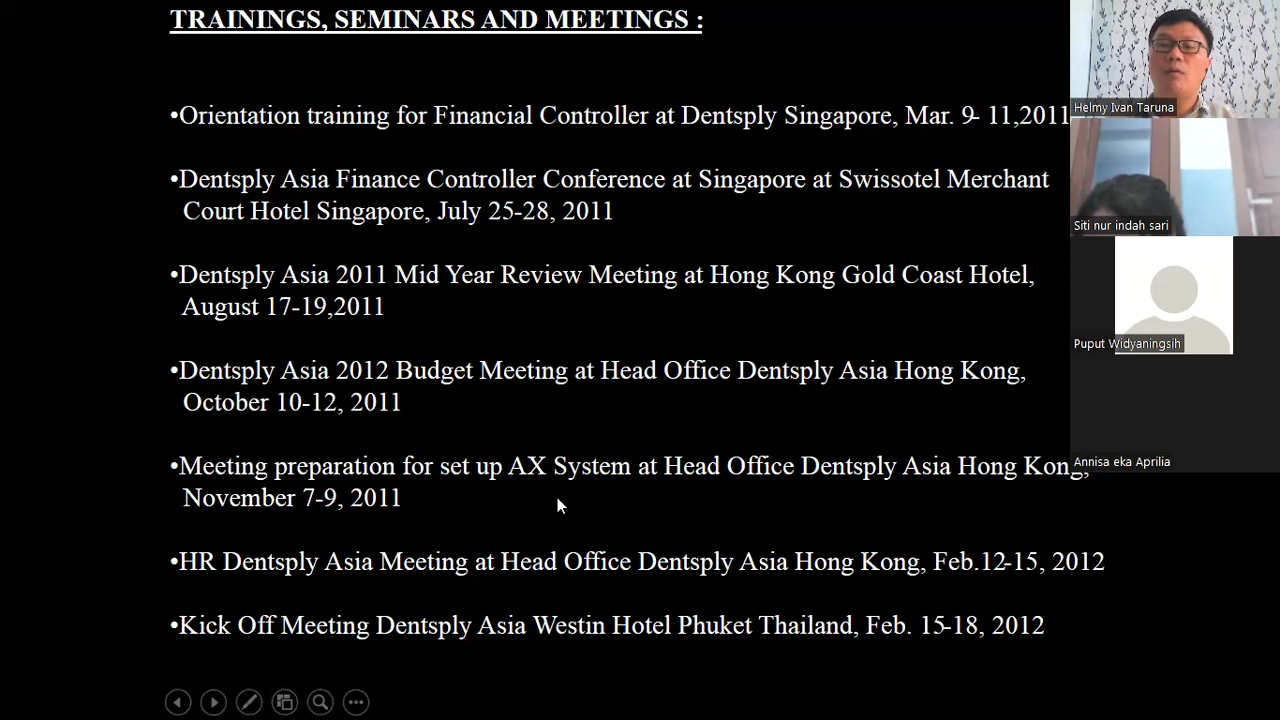 TRAININGS, SEMINARS AND MEETINGS :
•Orientation training for Financial Controller at Dentsply Singapore, Mar. 9- 11,2011
•Dentsply Asia Finance Controller Conference at Singapore at Swissotel Merchant
Court Hotel Singapore, July 25-28, 2011
•Dentsply Asia 2011 Mid Year Review Meeting at Hong Kong Gold Coast Hotel,
August 17-19,2011
•Dentsply Asia 2012 Budget Meeting at Head Office Dentsply Asia Hong Kong,
October 10-12, 2011
•Meeting preparation for set up AX System at Head Office Dentsply Asia Hong Kong,
November 7-9, 2011
•HR Dentsply Asia Meeting at Head Office Dentsply Asia Hong Kong, Feb.12-15, 2012
•Kick Off Meeting Dentsply Asia Westin Hotel Phuket Thailand, Feb. 15-18, 2012
Helmy Ivan Taruna
Siti nur indah sari
Puput Widyaningsih
Annisa eka Aprilia